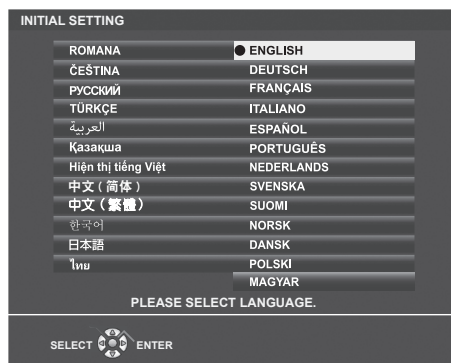 INITIAL SETTING
ROMANA
ČEŠTINA
РУССКИЙ
TÜRKÇE
العربية
Қазақша
Hiện thị tiếng Việt
中文 ( 简体 )
中文 ( 繁體 )
한국어
日本語
ไทย
ENGLISH
DEUTSCH
FRANÇAIS
ITALIANO
ESPAÑOL
PORTUGUÊS
NEDERLANDS
SVENSKA
SUOMI
NORSK
DANSK
POLSKI
MAGYAR
PLEASE SELECT LANGUAGE.
SELECT ENTER